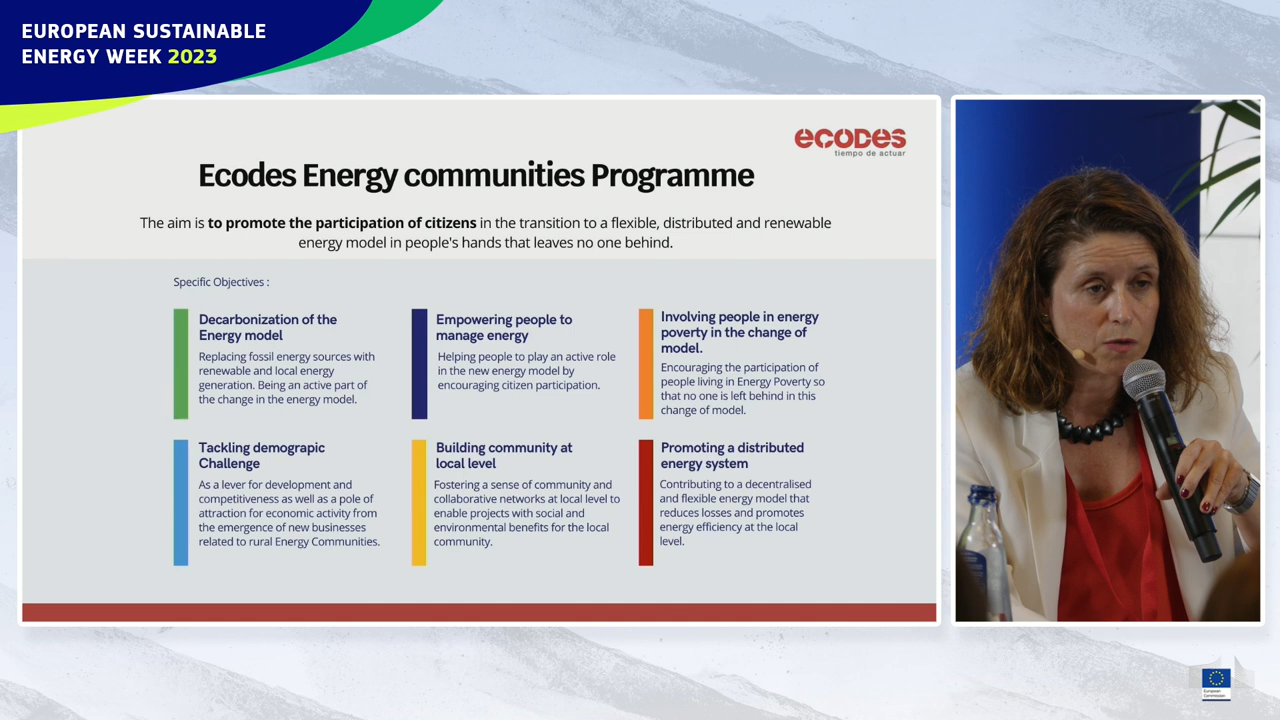 EUROPEAN SUSTAINABLE
ENERGY WEEK 2023
ecodes
tiempo de actuar
Ecodes Energy communities Programme
The aim is to promote the participation of citizens in the transition to a flexible, distributed and renewable
energy model in people's hands that leaves no one behind.
Specific Objectives :
Decarbonization of the
Energy model
Replacing fossil energy sources with
renewable and local energy
generation. Being an active part of
the change in the energy model.
Empowering people to
manage energy
Helping people to play an active role
in the new energy model by
encouraging citizen participation.
Involving people in energy
poverty in the change of
model.
Encouraging the participation of
people living in Energy Poverty so
that no one is left behind in this
change of model.
Tackling demograpic
Challenge
As a lever for development and
competitiveness as well as a pole of
attraction for economic activity from
the emergence of new businesses
related to rural Energy Communities.
Building community at
local level
Fostering a sense of community and
collaborative networks at local level to
enable projects with social and
environmental benefits for the local
community.
Promoting a distributed
energy system
Contributing to a decentralised
and flexible energy model that
reduces losses and promotes
energy efficiency at the local
level.
European
Commission